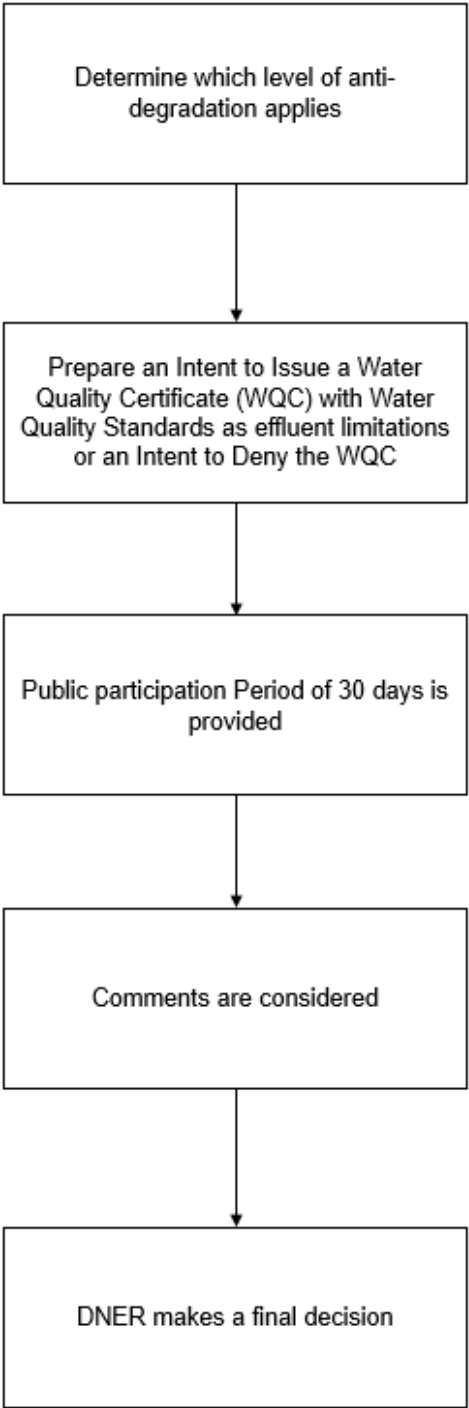 Determine which level of anti-
degradation applies
Prepare an Intent to Issue a Water
Quality Certificate (WQC) with Water
Quality Standards as effluent limitations
or an Intent to Deny the WQC
Public participation Period of 30 days is
provided
Comments are considered
DNER makes a final decision